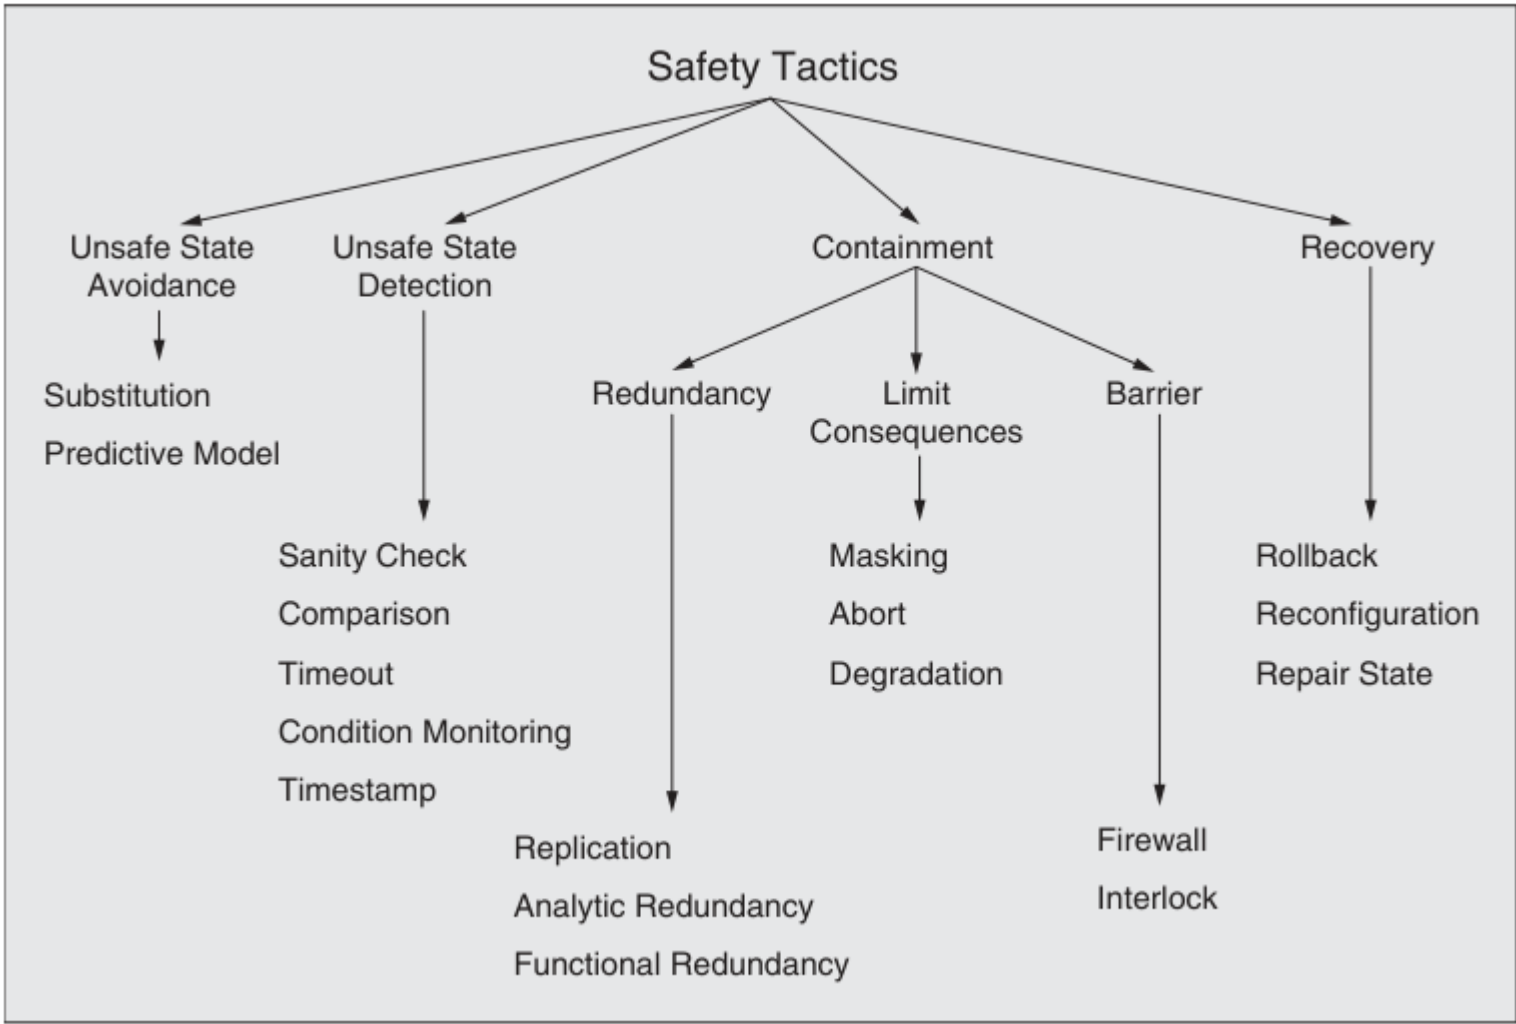 Safety Tactics
Unsafe State
Avoidance
Unsafe State
Detection
Containment
Recovery
Substitution
Predictive Model
Redundancy
Limit
Consequences
Barrier
Sanity Check
Comparison
Timeout
Condition Monitoring
Timestamp
Masking
Abort
Degradation
Rollback
Reconfiguration
Repair State
Replication
Analytic Redundancy
Functional Redundancy
Firewall
Interlock